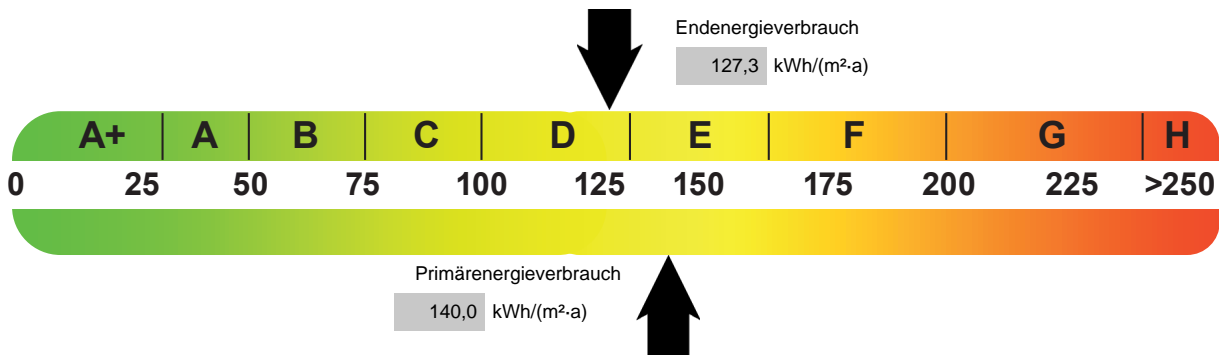 Endenergieverbrauch
127,3 kWh/(m²·a)
A+ A B C D E F G H
0 25 50 75 100 125 150 175 200 225 >250
Primärenergieverbrauch
140,0 kWh/(m²·a)